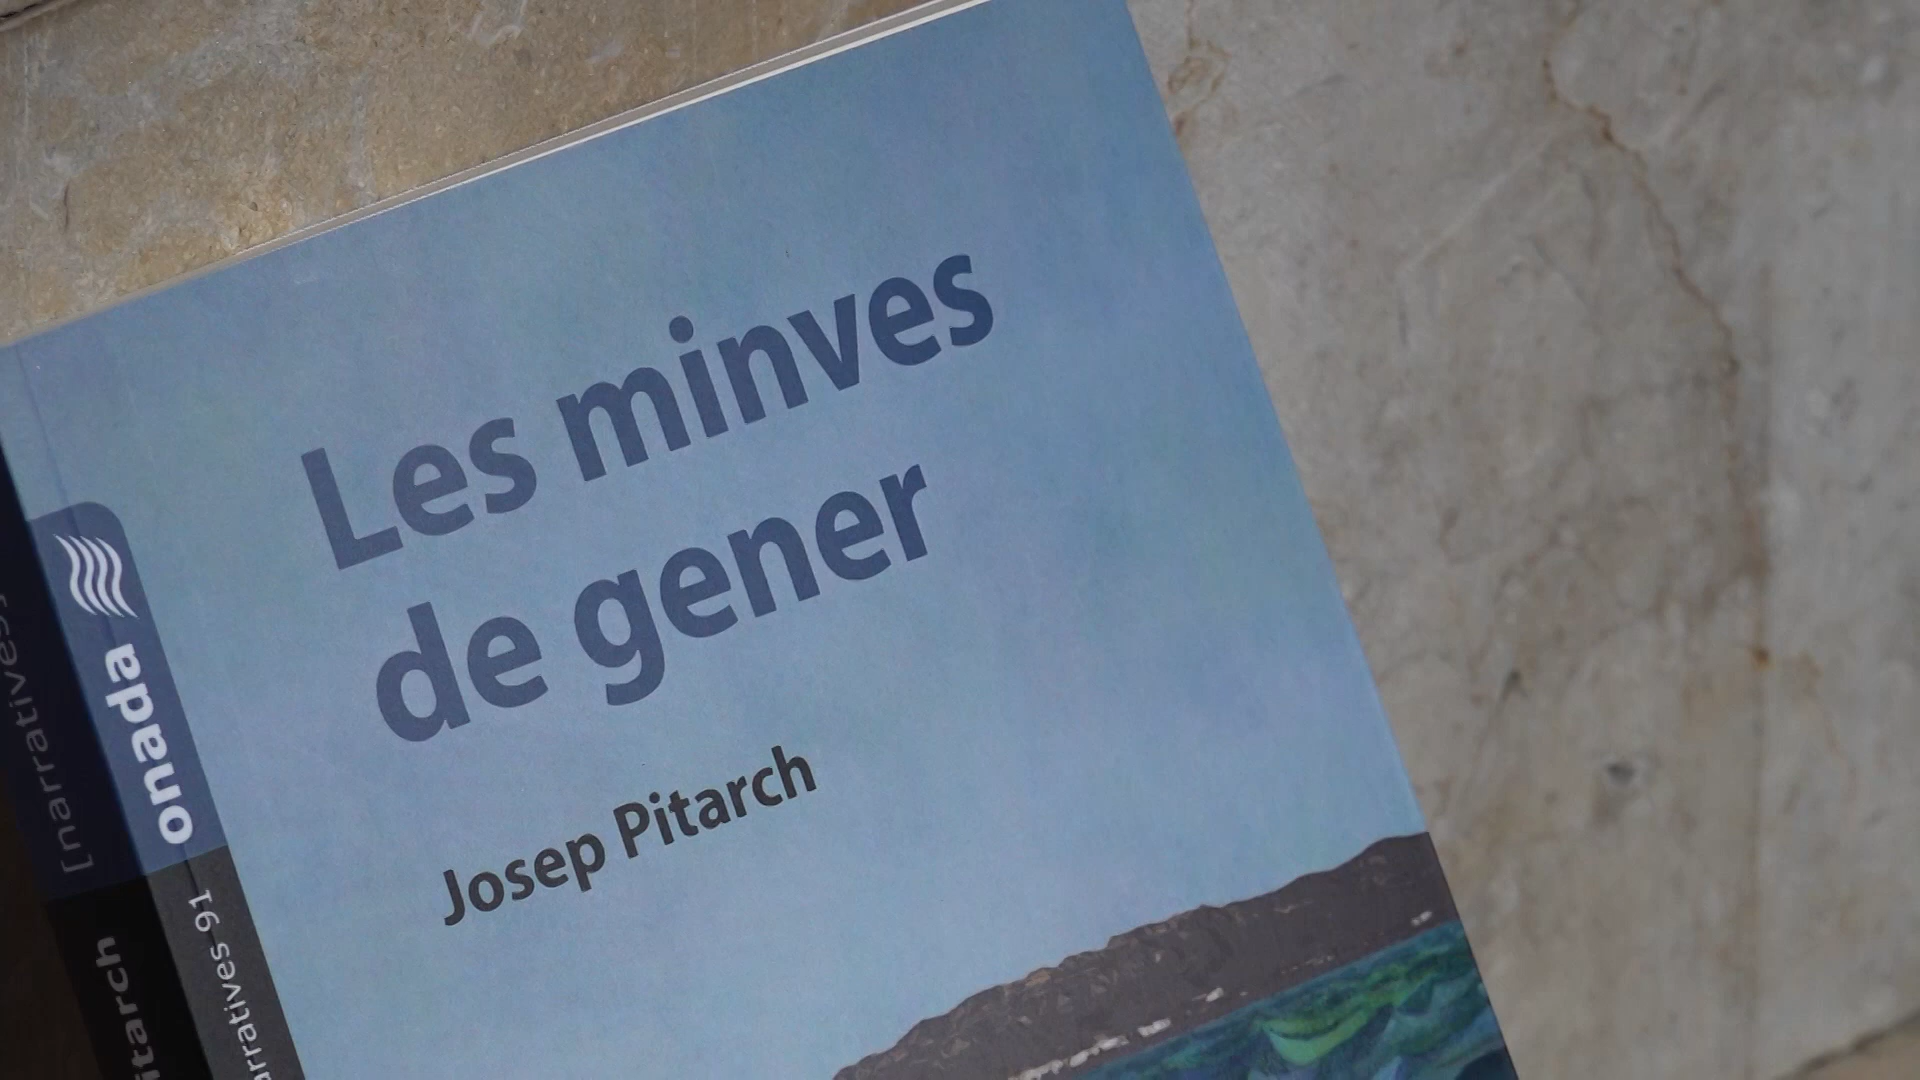 Les minves
de gener
Josep Pitarch
onada
narratives 91
[narratives]
itarch